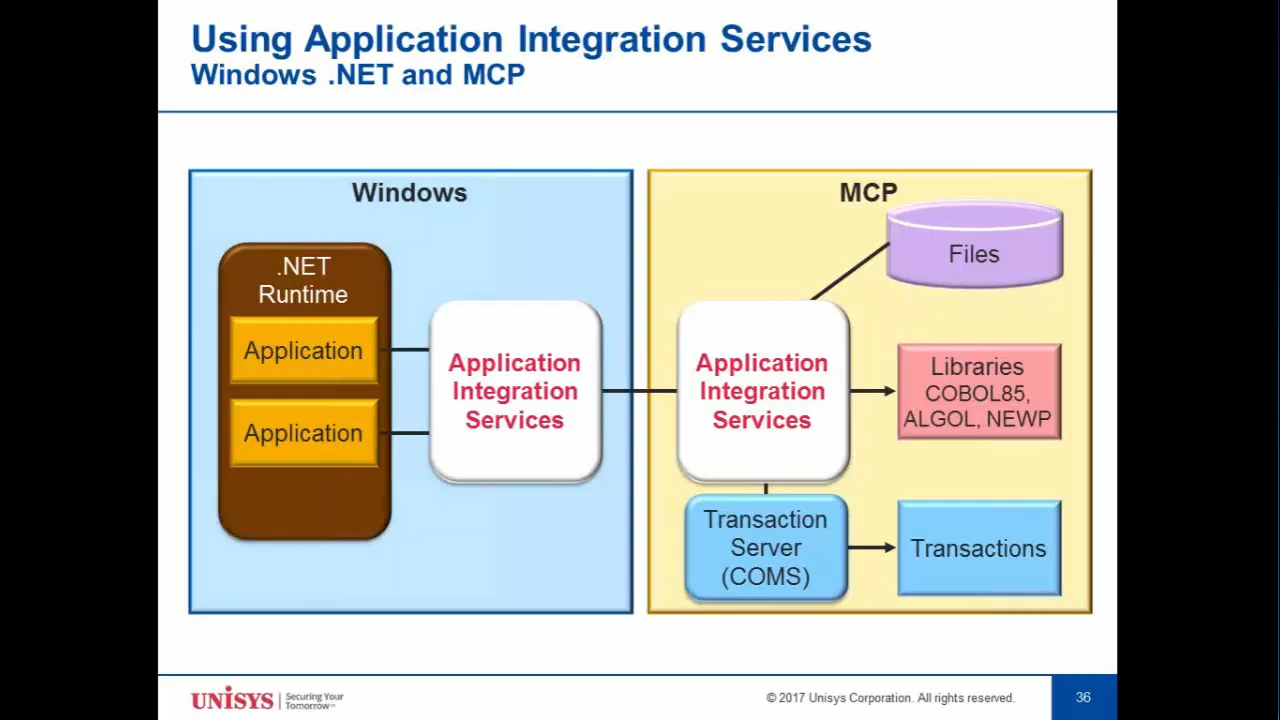 Using Application Integration Services
Windows .NET and MCP
Windows
.NET
Runtime
Application
Application
Application
Integration
Services
MCP
Files
Application
Integration
Services
Libraries
COBOL85,
ALGOL, NEWP
Transaction
Server
(COMS)
Transactions
UNISYS
Securing Your
Tomorrow™
© 2017 Unisys Corporation. All rights reserved.
36